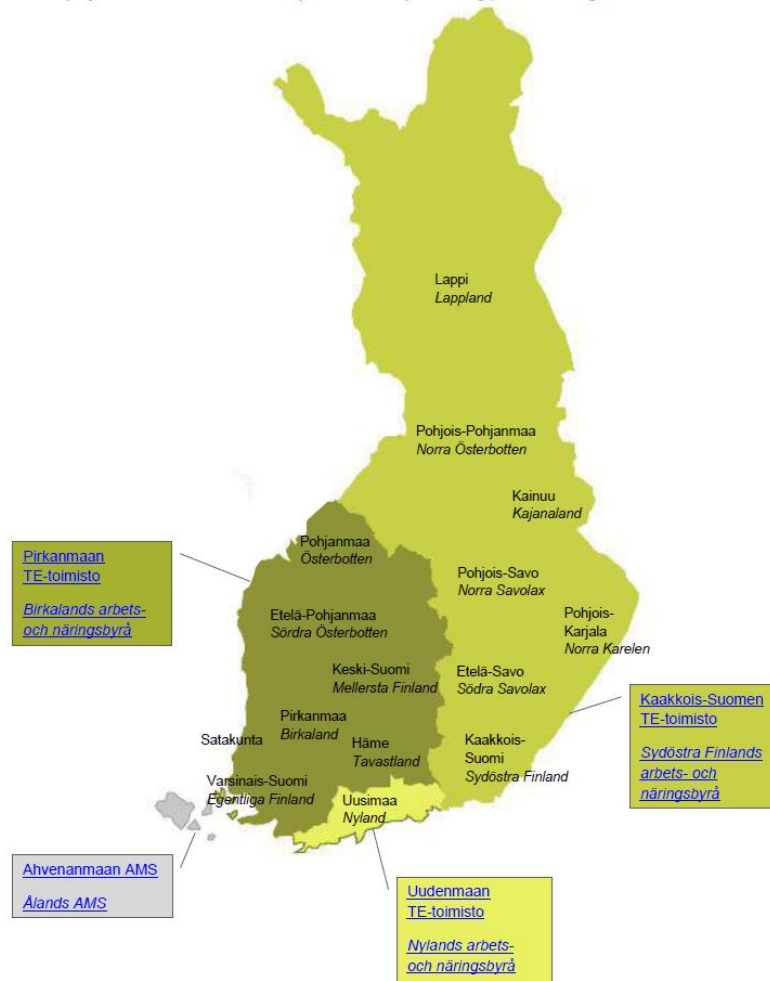 Lappi
Lappland
Pohjois-Pohjanmaa
Norra Österbotten
Kainuu
Kajanaland
Pohjanmaa
Österbotten
Pirkanmaan
TE-toimisto
Birkalands arbets-
och näringsbyrå
Pohjois-Savo
Norra Savolax
Etelä-Pohjanmaa
Sördra Österbotten
Pohjois-
Karjala
Norra Karelen
Keski-Suomi
Mellersta Finland
Etelä-Savo
Södra Savolax
Kaakkois-Suomen
TE-toimisto
Sydöstra Finlands
arbets- och
näringsbyrå
Pirkanmaa
Birkaland
Satakunta
Häme
Tavastland
Kaakkois-
Suomi
Sydöstra Finland
Varsinais-Suomi
Egentliga Finland
Uusimaa
Nyland
Ahvenanmaan AMS
Ålands AMS
Uudenmaan
TE-toimisto
Nylands arbets-
och näringsbyrå